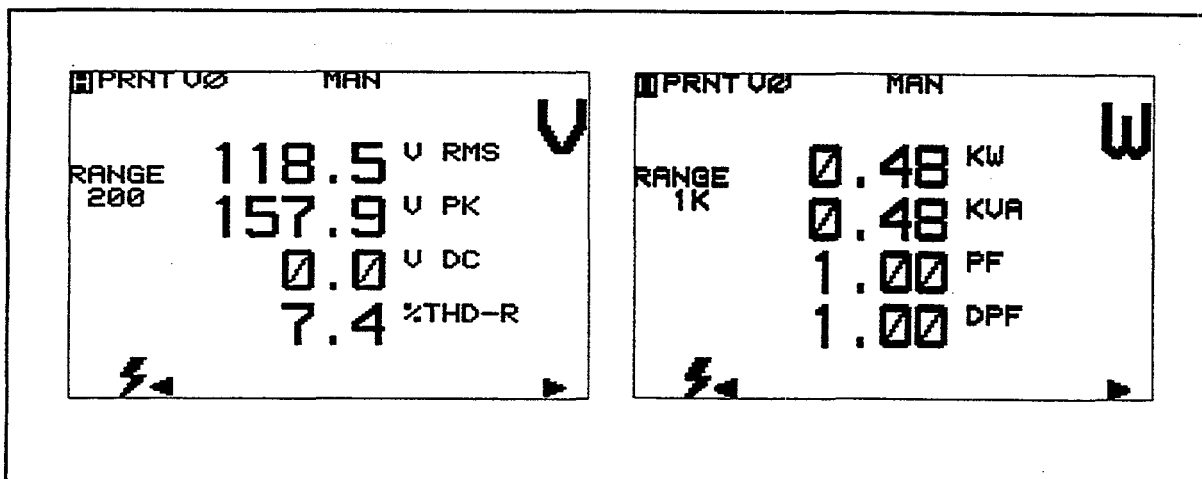 H PRNT VØ MAN
V
RANGE
200
118.5 V RMS
157.9 V PK
0.0 V DC
7.4 %THD-R
PRNT VØ MAN
W
RANGE
1K
0.48 KW
0.48 KVA
1.00 PF
1.00 DPF